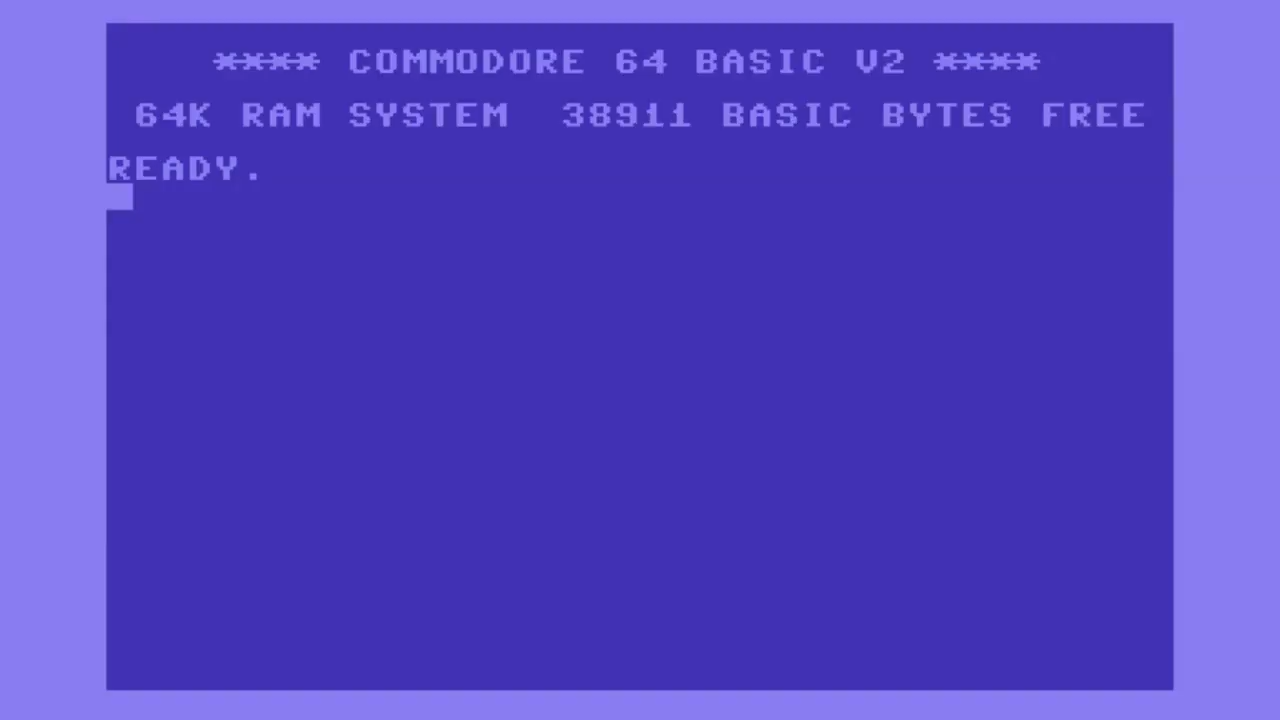 **** COMMODORE 64 BASIC V2 ****
64K RAM SYSTEM  38911 BASIC BYTES FREE
READY.